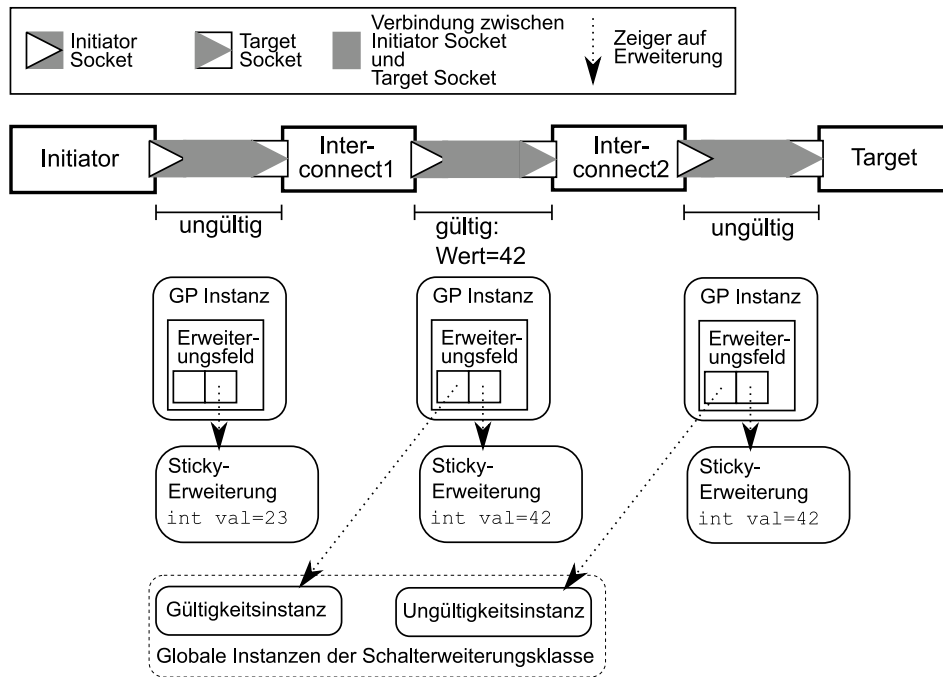 Initiator
Socket
Target
Socket
Verbindung zwischen
Initiator Socket
und
Target Socket
Zeiger auf
Erweiterung
Initiator
Inter-
connect1
Inter-
connect2
Target
ungültig
gültig:
Wert=42
ungültig
GP Instanz
Erweiter-
ungsfeld
GP Instanz
Erweiter-
ungsfeld
GP Instanz
Erweiter-
ungsfeld
Sticky-
Erweiterung
int val=23
Sticky-
Erweiterung
int val=42
Sticky-
Erweiterung
int val=42
Gültigkeitsinstanz
Ungültigkeitsinstanz
Globale Instanzen der Schalterweiterungsklasse